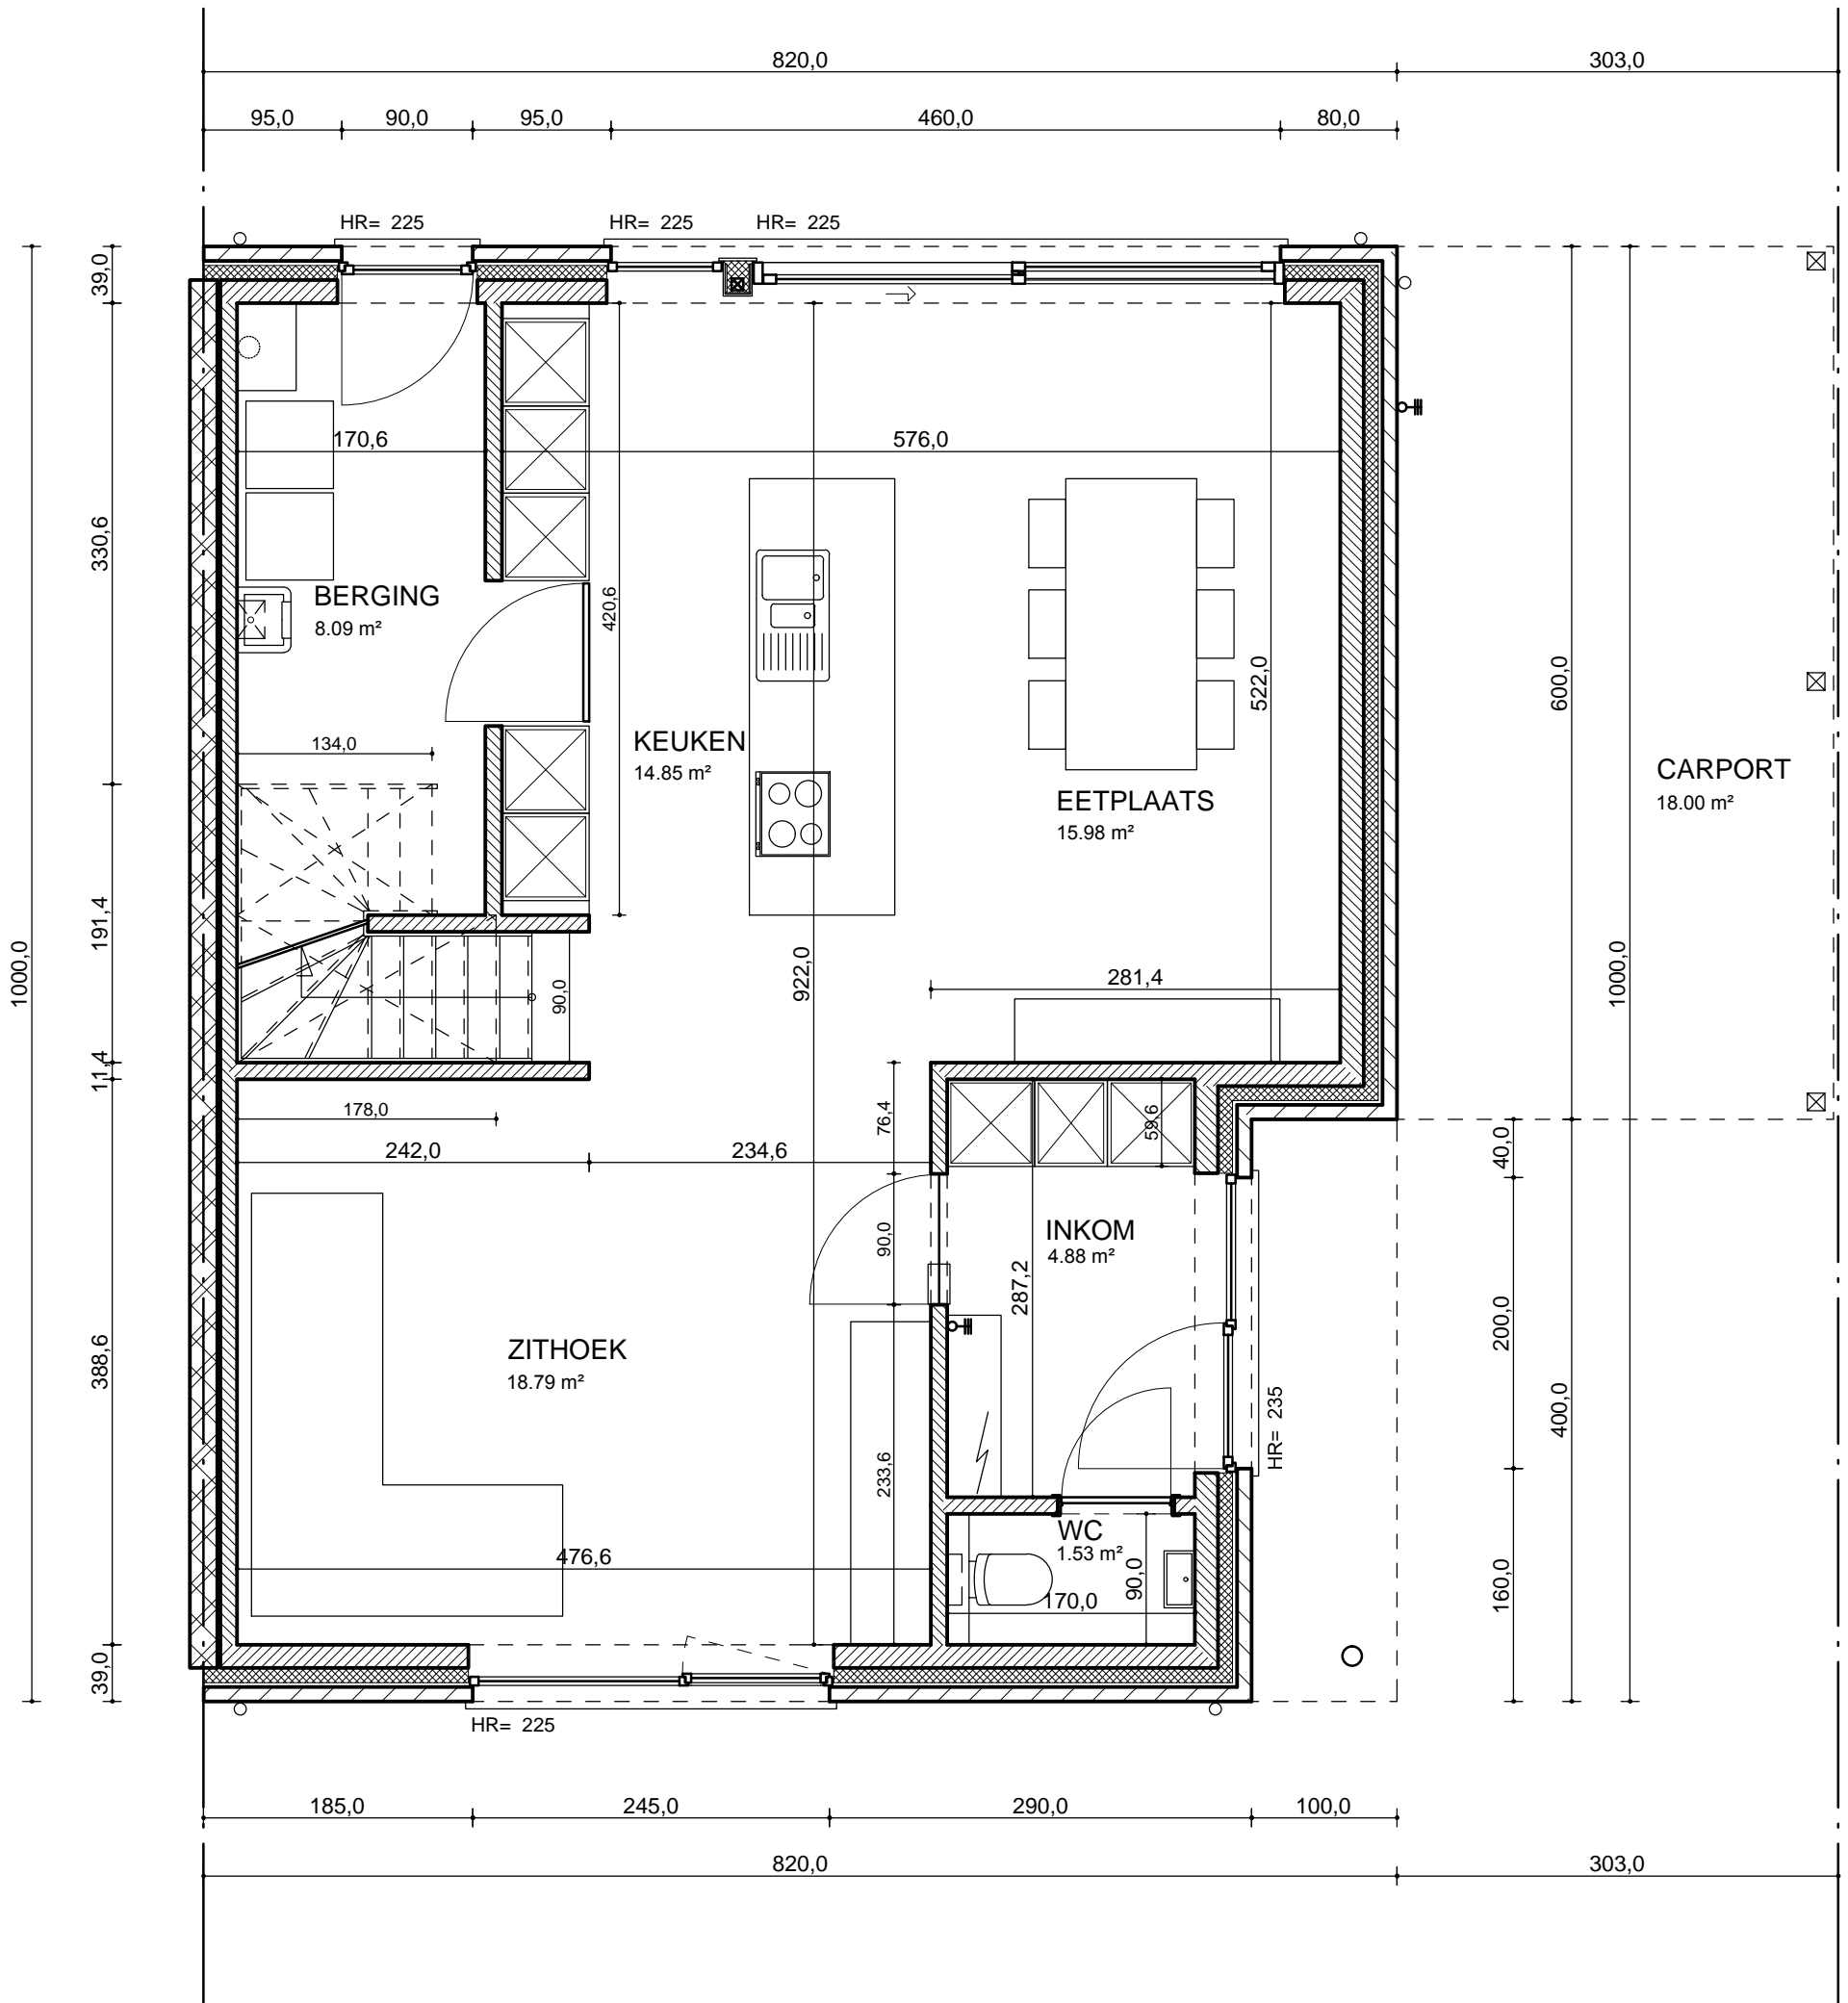 820,0
303,0
95,0
90,0
95,0
460,0
80,0
HR= 225
HR= 225
HR= 225
39,0
170,6
576,0
330,6
BERGING
8.09 m²
420,6
522,0
600,0
134,0
KEUKEN
14.85 m²
EETPLAATS
15.98 m²
CARPORT
18.00 m²
191,4
1000,0
90,0
922,0
281,4
1000,0
11,4
178,0
76,4
59,6
40,0
242,0
234,6
INKOM
4.88 m²
90,0
287,2
200,0
388,6
ZITHOEK
18.79 m²
HR= 235
400,0
233,6
WC
1.53 m²
476,6
90,0
170,0
160,0
39,0
HR= 225
185,0
245,0
290,0
100,0
820,0
303,0